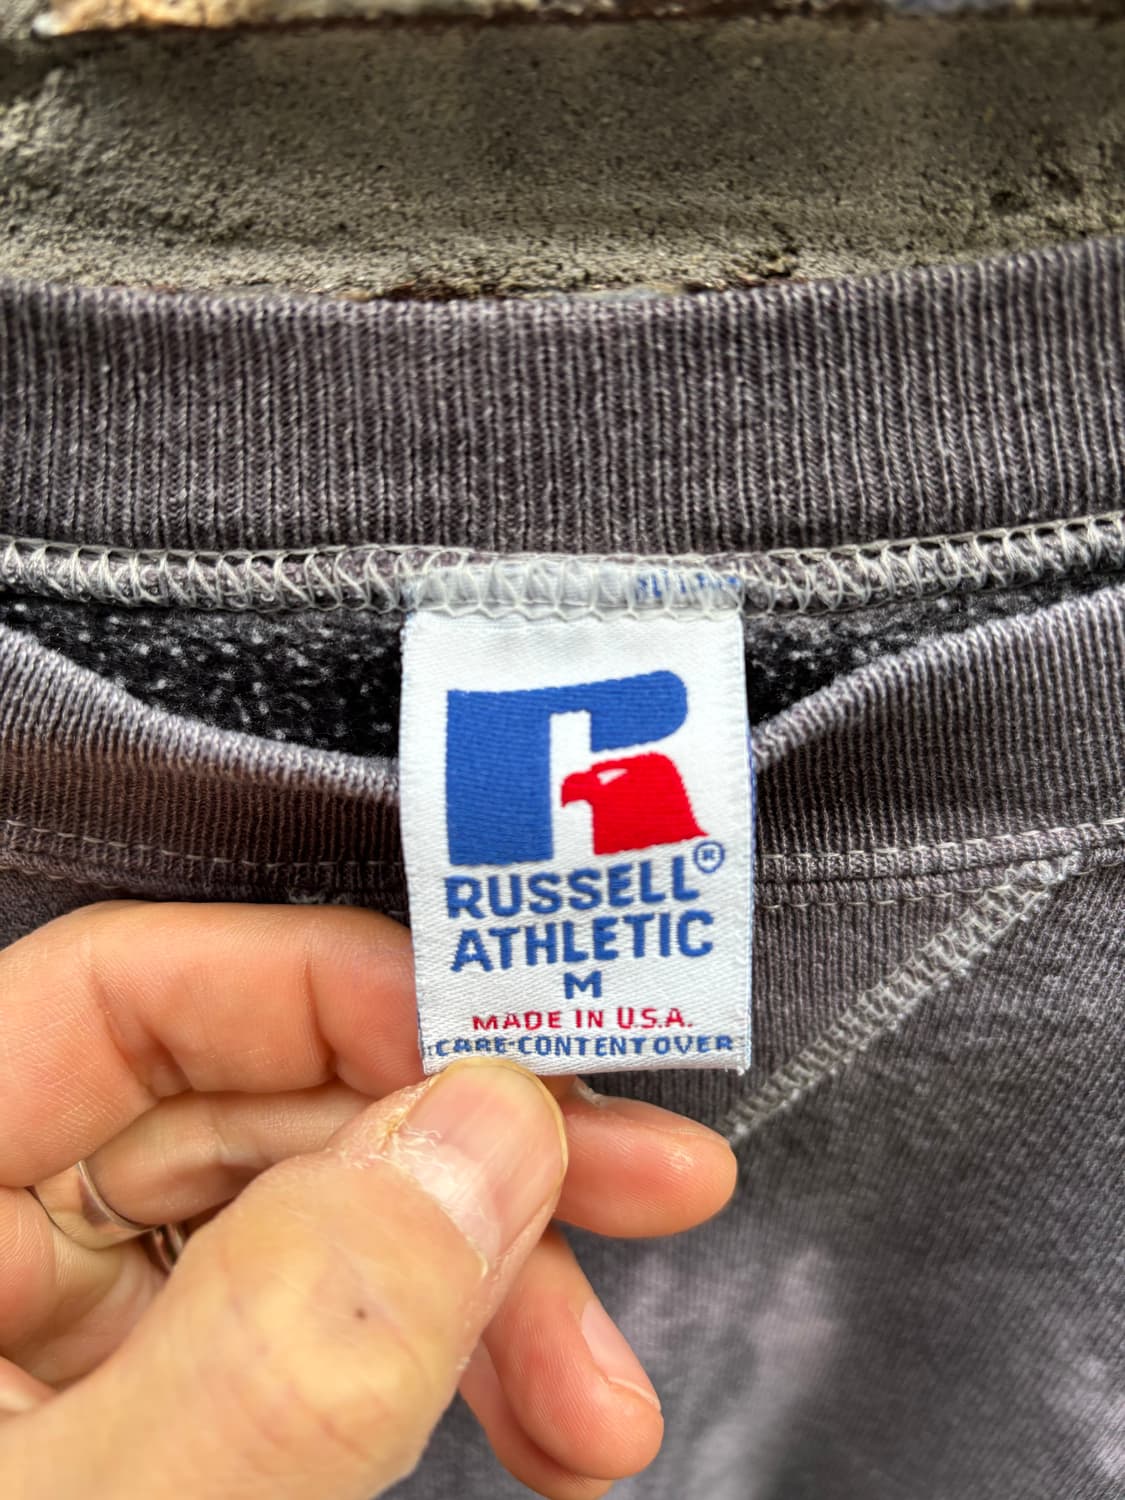 RUSSELL®
ATHLETIC
M
MADE IN U.S.A.
CARE·CONTENT OVER